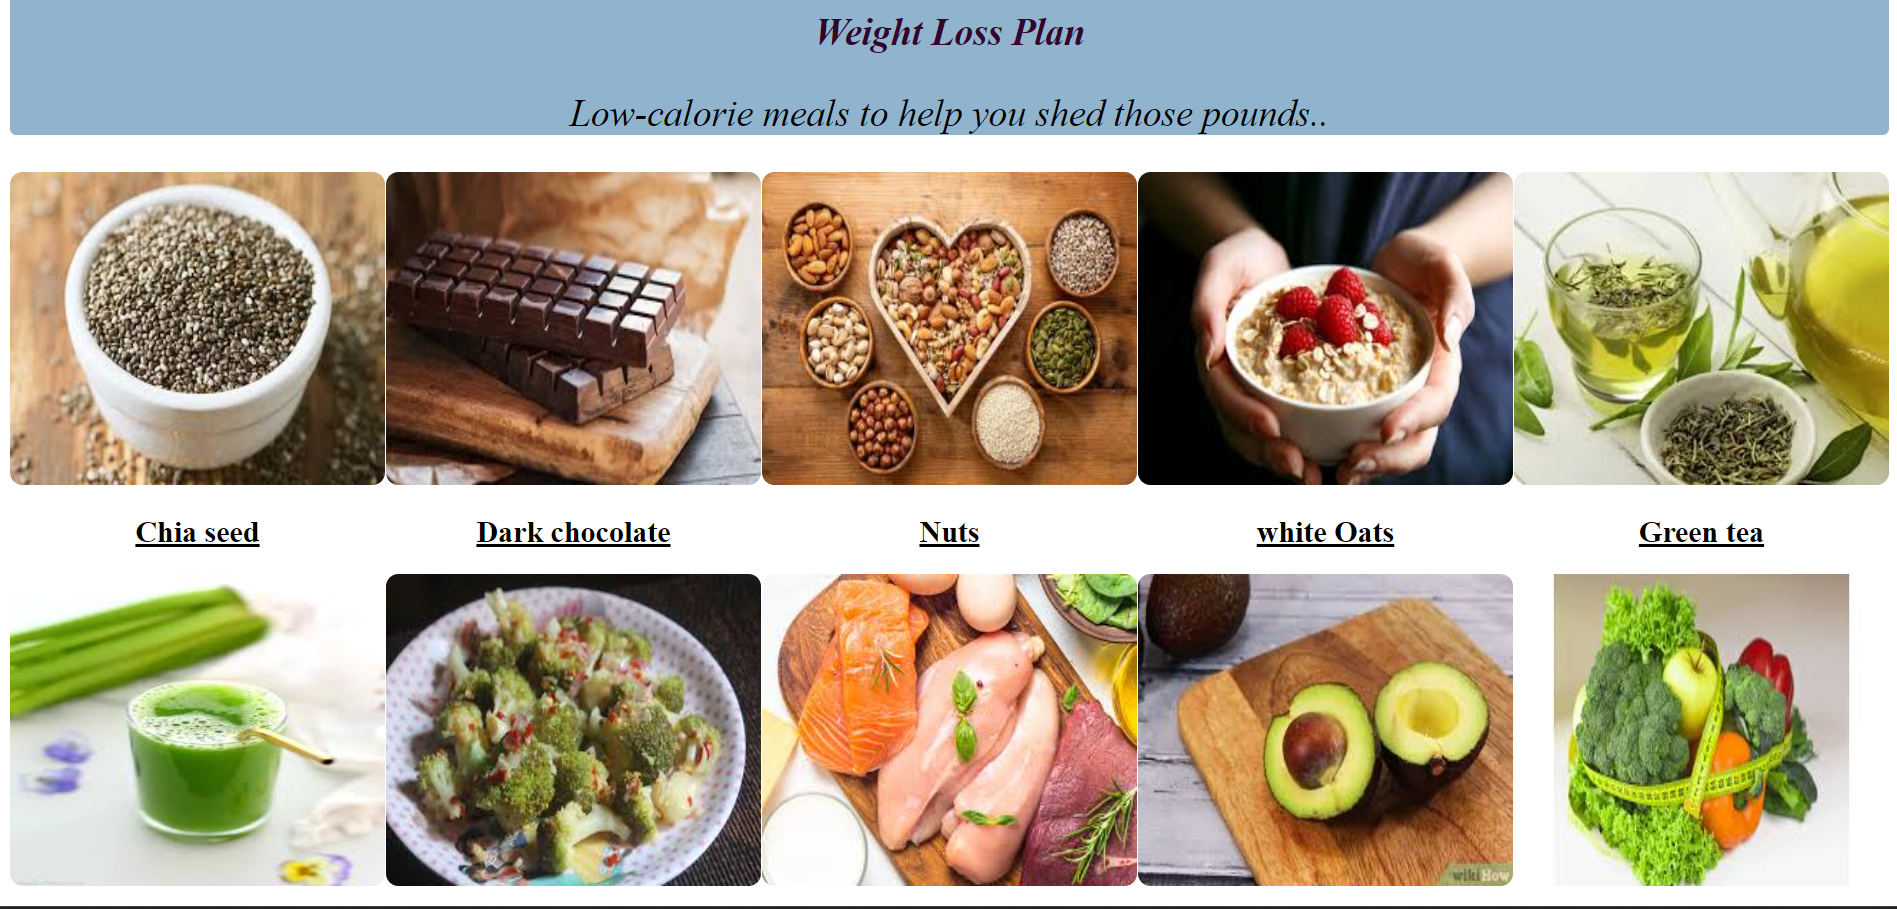 Weight Loss Plan
Low-calorie meals to help you shed those pounds..
Chia seed
Dark chocolate
Nuts
white Oats
Green tea
wikiHow